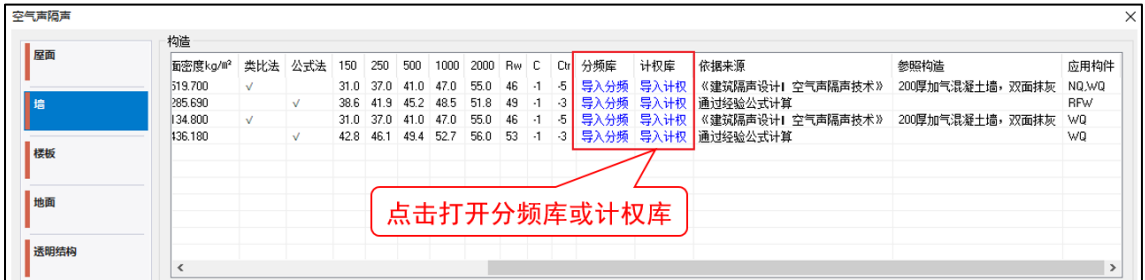 空气声隔声
屋面
墙
楼板
地面
透明结构
构造
面密度kg/㎡ 类比法 公式法 150 250 500 1000 2000 Rw C Ctr 分频库 计权库 依据来源 参照构造 应用构件
519.700 √ 31.0 37.0 41.0 47.0 55.0 46 -1 -5 导入分频 导入计权 《建筑隔声设计Ⅰ 空气声隔声技术》 200厚加气混凝土墙，双面抹灰 NQ,WQ
285.690 √ 38.6 41.9 45.2 48.5 51.8 49 -1 -3 导入分频 导入计权 通过经验公式计算 RFW
134.800 √ 31.0 37.0 41.0 47.0 55.0 46 -1 -5 导入分频 导入计权 《建筑隔声设计Ⅰ 空气声隔声技术》 200厚加气混凝土墙，双面抹灰 WQ
436.180 √ 42.8 46.1 49.4 52.7 56.0 53 -1 -3 导入分频 导入计权 通过经验公式计算 WQ
点击打开分频库或计权库